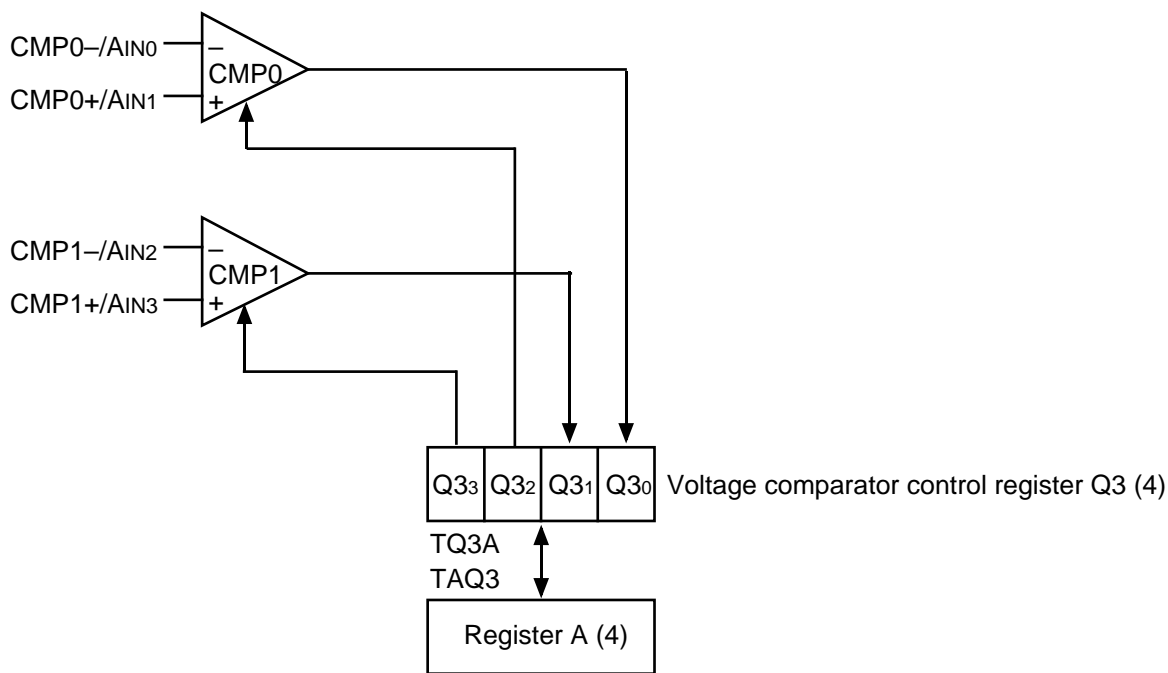 CMP0–/AIN0
–
CMP0
CMP0+/AIN1
+
CMP1–/AIN2
–
CMP1
CMP1+/AIN3
+
Q33 Q32 Q31 Q30 Voltage comparator control register Q3 (4)
TQ3A
TAQ3
Register A (4)